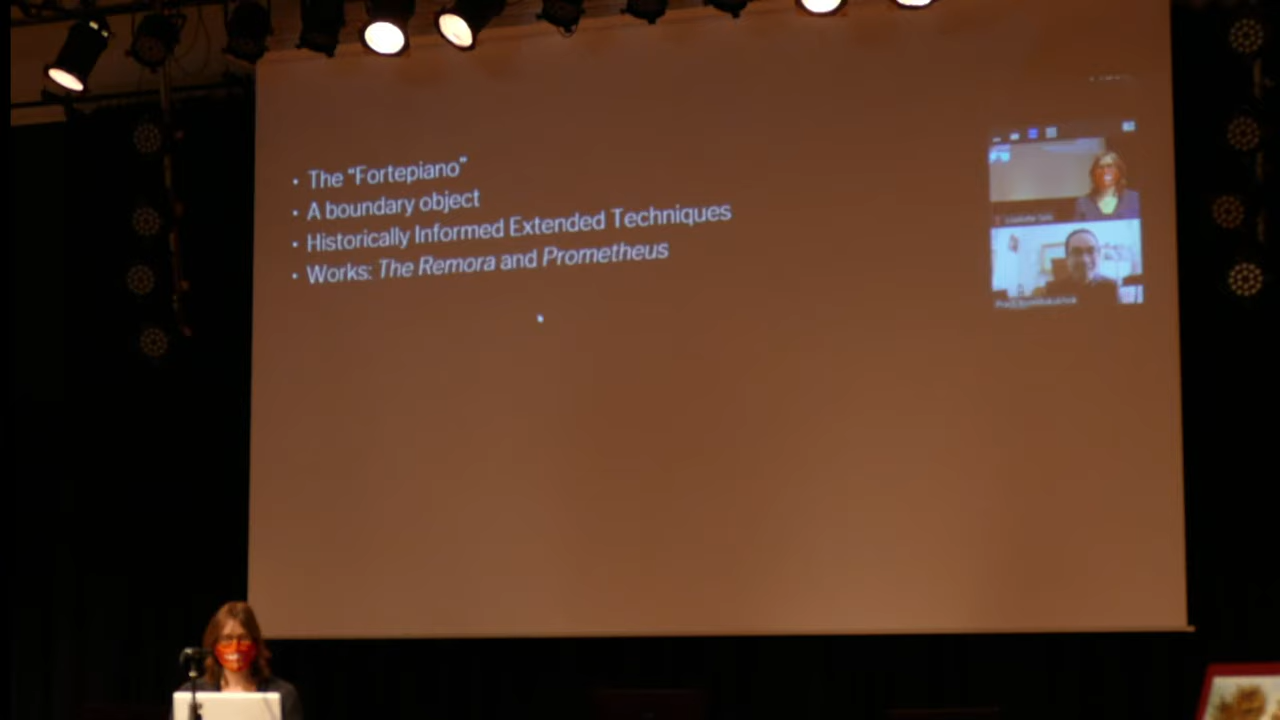 • The “Fortepiano”
• A boundary object
• Historically Informed Extended Techniques
• Works: The Remora and Prometheus